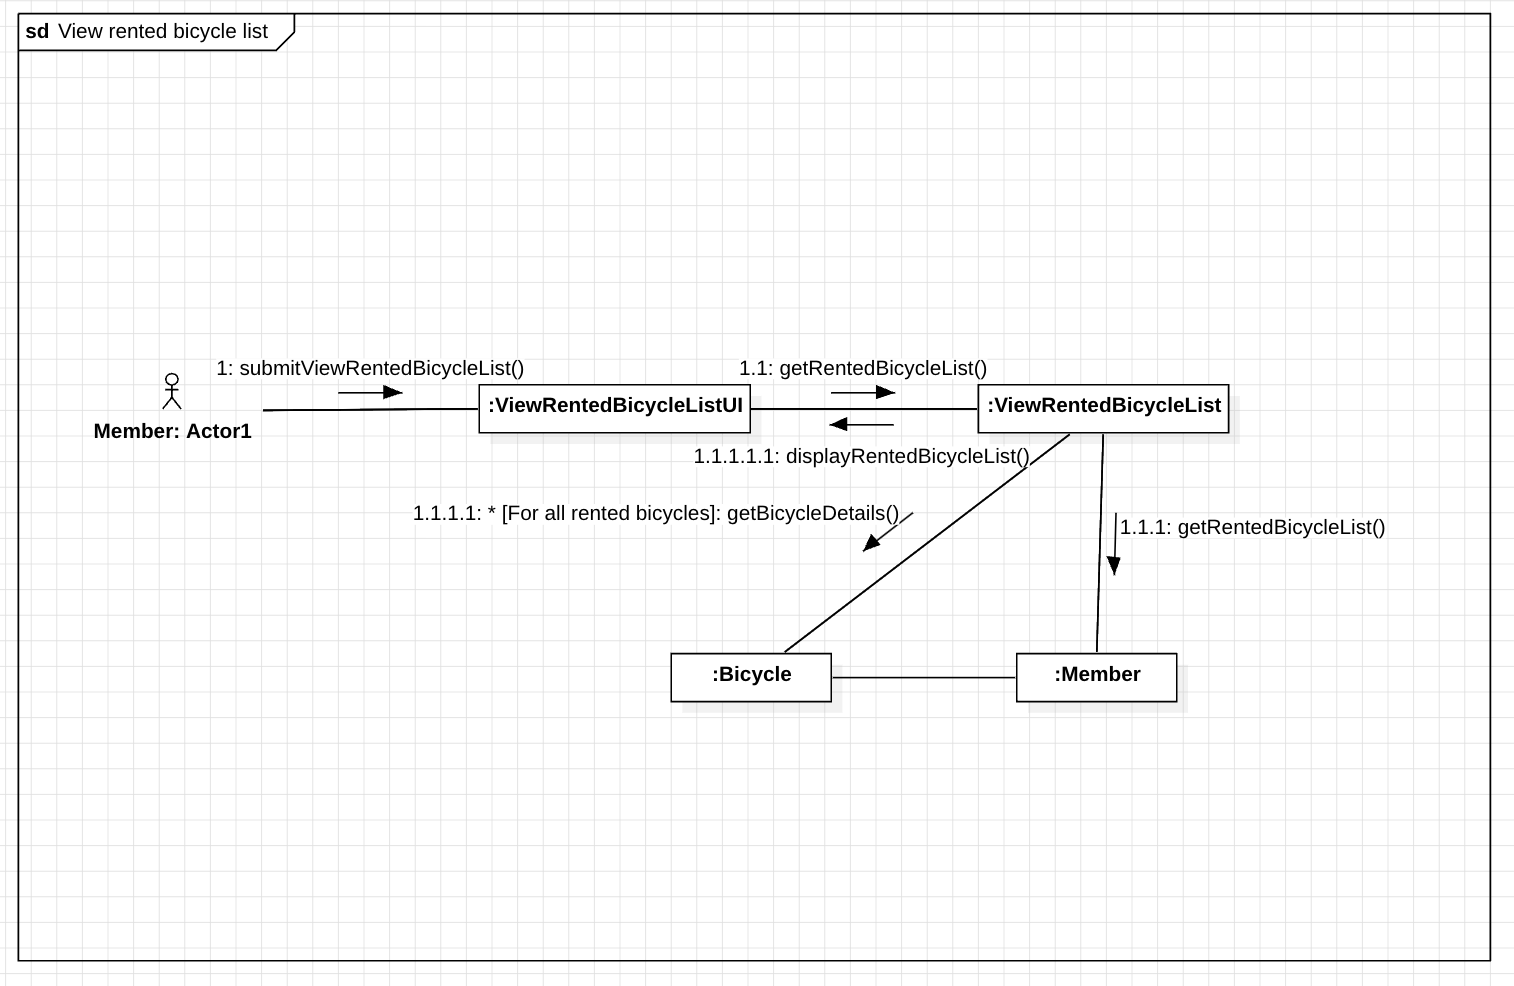 sd View rented bicycle list
1: submitViewRentedBicycleList()
1.1: getRentedBicycleList()
:ViewRentedBicycleListUI
:ViewRentedBicycleList
Member: Actor1
1.1.1.1.1: displayRentedBicycleList()
1.1.1.1: * [For all rented bicycles]: getBicycleDetails()
1.1.1: getRentedBicycleList()
:Bicycle
:Member